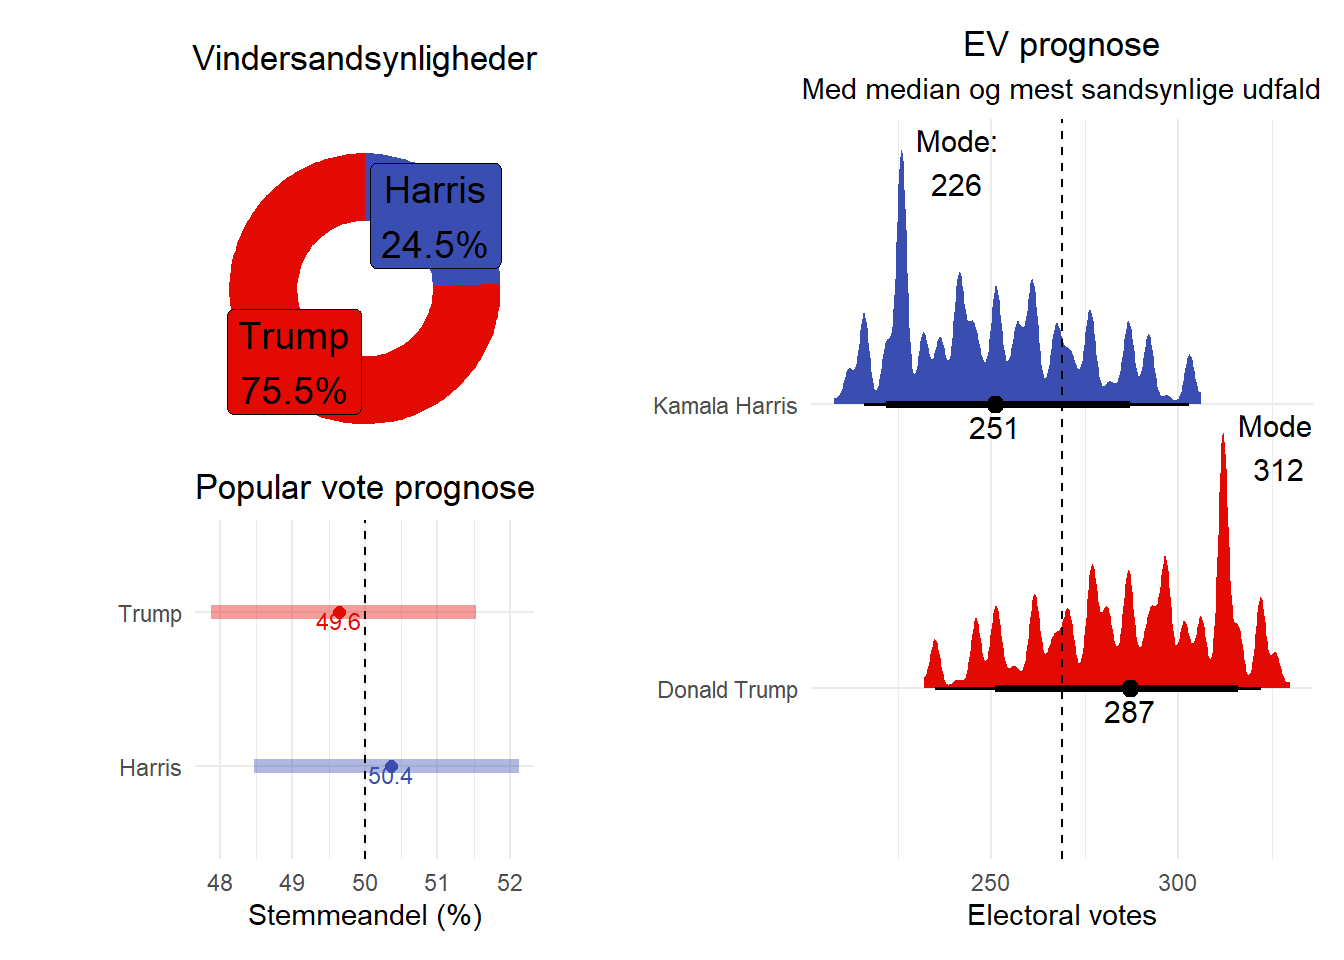 Vindersandsynligheder
Harris
24.5%
Trump
75.5%
Popular vote prognose
Trump
49.6
Harris
50.4
48 49 50 51 52
Stemmeandel (%)
EV prognose
Med median og mest sandsynlige udfald
Mode:
226
Kamala Harris
251
Mode
312
Donald Trump
287
250 300
Electoral votes